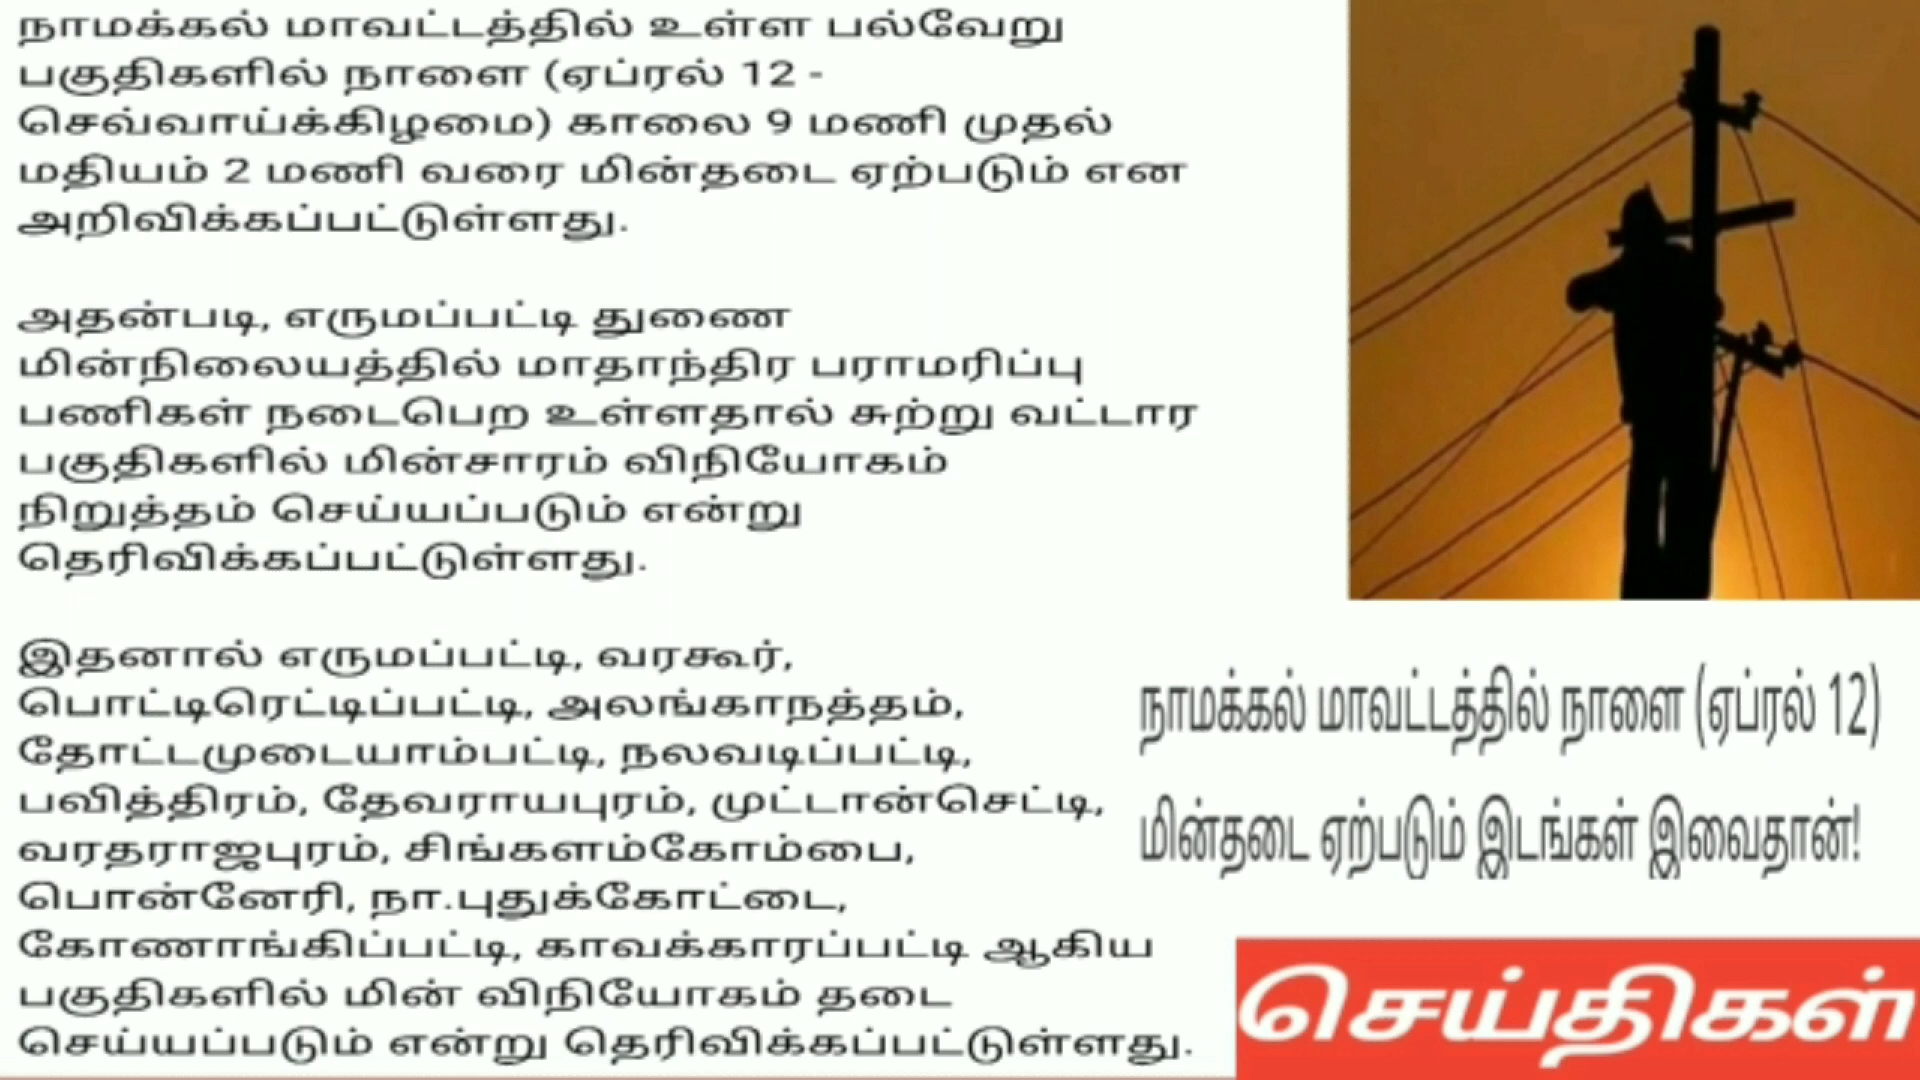 நாமக்கல் மாவட்டத்தில் உள்ள பல்வேறு
பகுதிகளில் நாளை (ஏப்ரல் 12 -
செவ்வாய்க்கிழமை) காலை 9 மணி முதல்
மதியம் 2 மணி வரை மின்தடை ஏற்படும் என
அறிவிக்கப்பட்டுள்ளது.
அதன்படி, எருமப்பட்டி துணை
மின்நிலையத்தில் மாதாந்திர பராமரிப்பு
பணிகள் நடைபெற உள்ளதால் சுற்று வட்டார
பகுதிகளில் மின்சாரம் விநியோகம்
நிறுத்தம் செய்யப்படும் என்று
தெரிவிக்கப்பட்டுள்ளது.
இதனால் எருமப்பட்டி, வரகூர்,
பொட்டிரெட்டிப்பட்டி, அலங்காநத்தம்,
தோட்டமுடையாம்பட்டி, நலவடிப்பட்டி,
பவித்திரம், தேவராயபுரம், முட்டான்செட்டி,
வரதராஜபுரம், சிங்களம்கோம்பை,
பொன்னேரி, நா.புதுக்கோட்டை,
கோணாங்கிப்பட்டி, காவக்காரப்பட்டி ஆகிய
பகுதிகளில் மின் விநியோகம் தடை
செய்யப்படும் என்று தெரிவிக்கப்பட்டுள்ளது.
நாமக்கல் மாவட்டத்தில் நாளை (ஏப்ரல் 12)
மின்தடை ஏற்படும் இடங்கள் இவைதான்!
செய்திகள்